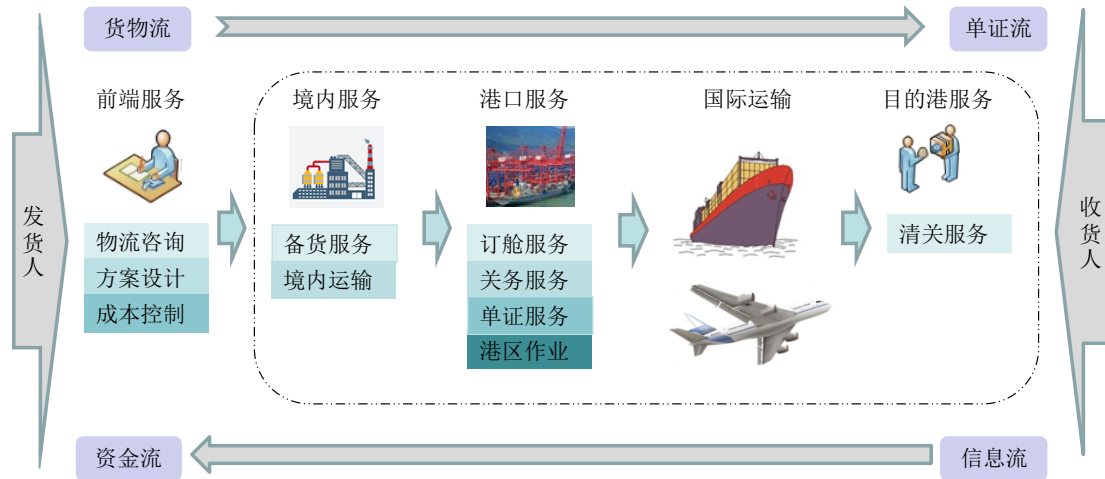 货物流
单证流
前端服务
境内服务
港口服务
国际运输
目的港服务
发货人
收货人
物流咨询
方案设计
成本控制
备货服务
境内运输
订舱服务
关务服务
单证服务
港区作业
清关服务
资金流
信息流